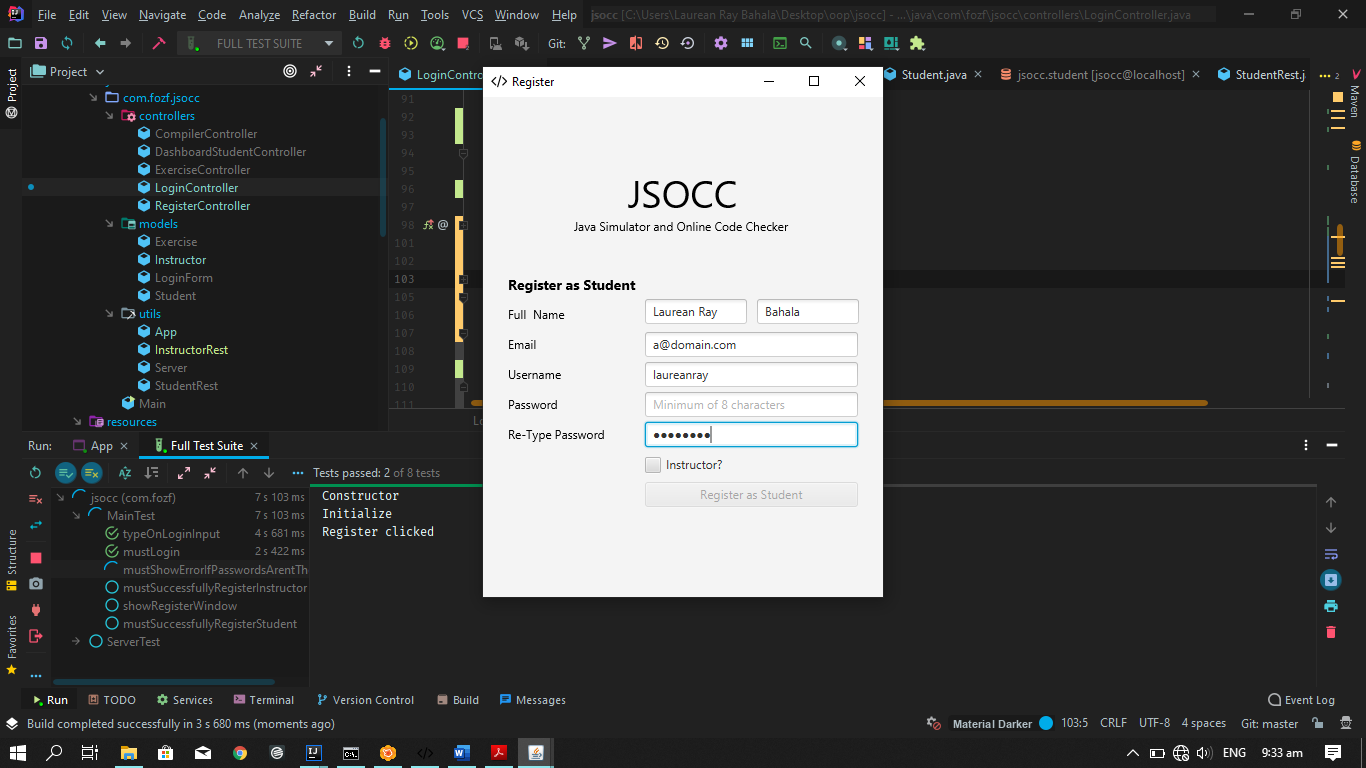 File Edit View Navigate Code Analyze Refactor Build Run Tools VCS Window Help jsocc [C:\Users\Laurean Ray Bahala\Desktop\oop\jsocc] - ...\java\com\fozf\jsocc\controllers\LoginController.java
FULL TEST SUITE Git:
Project
LoginContro
Student.java
jsocc.student [jsocc@localhost]
StudentRest.j
2
Project
Structure
Favorites
Maven
Database
com.fozf.jsocc
controllers
CompilerController
DashboardStudentController
ExerciseController
LoginController
RegisterController
models
Exercise
Instructor
LoginForm
Student
utils
App
InstructorRest
Server
StudentRest
Main
resources
91
92
93
94
95
96
97
98
101
102
103
105
106
107
108
109
110
111
Lo
Register
JSOCC
Java Simulator and Online Code Checker
Register as Student
Full Name Laurean Ray Bahala
Email a@domain.com
Username laureanray
Password Minimum of 8 characters
Re-Type Password ••••••••
Instructor?
Register as Student
Run: App Full Test Suite
Tests passed: 2 of 8 tests
jsocc (com.fozf) 7 s 103 ms
MainTest 7 s 103 ms
typeOnLoginInput 4 s 681 ms
mustLogin 2 s 422 ms
mustShowErrorIfPasswordsArentTh
mustSuccessfullyRegisterInstructor
showRegisterWindow
mustSuccessfullyRegisterStudent
ServerTest
Constructor
Initialize
Register clicked
Run TODO Services Terminal Version Control Build Messages Event Log
Build completed successfully in 3 s 680 ms (moments ago) Material Darker 103:5 CRLF UTF-8 4 spaces Git: master
ENG 9:33 am